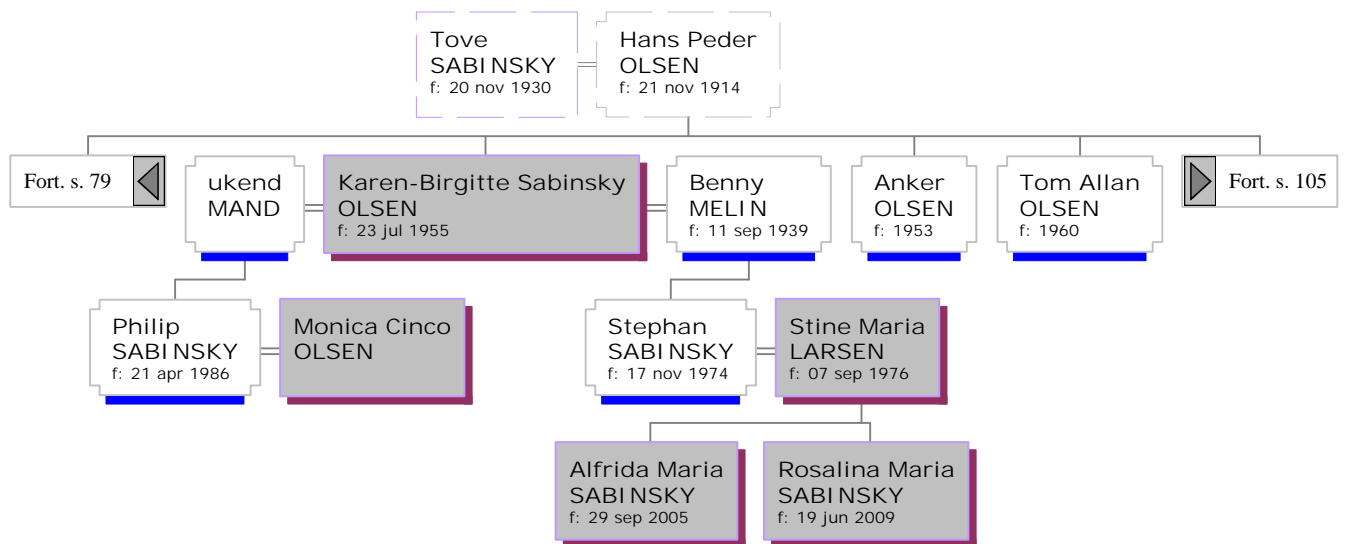 Tove
SABINSKY
f: 20 nov 1930
Hans Peder
OLSEN
f: 21 nov 1914
Fort. s. 79
ukend
MAND
Karen-Birgitte Sabinsky
OLSEN
f: 23 jul 1955
Benny
MELIN
f: 11 sep 1939
Anker
OLSEN
f: 1953
Tom Allan
OLSEN
f: 1960
Fort. s. 105
Philip
SABINSKY
f: 21 apr 1986
Monica Cinco
OLSEN
Stephan
SABINSKY
f: 17 nov 1974
Stine Maria
LARSEN
f: 07 sep 1976
Alfrida Maria
SABINSKY
f: 29 sep 2005
Rosalina Maria
SABINSKY
f: 19 jun 2009